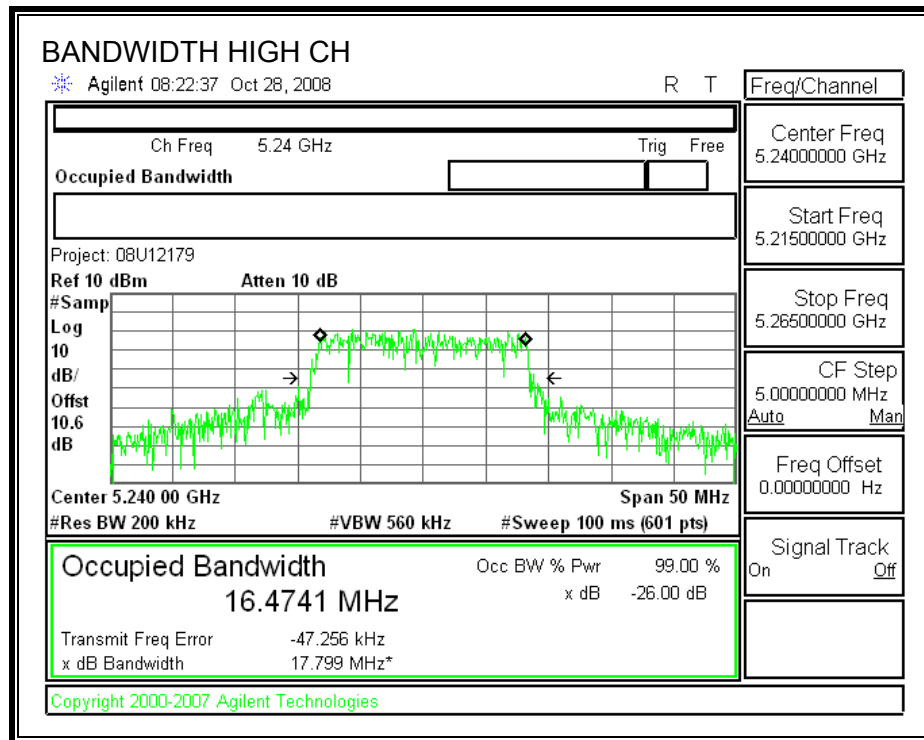 BANDWIDTH HIGH CH
Agilent 08:22:37 Oct 28, 2008 R T
Freq/Channel
Ch Freq 5.24 GHz Trig Free
Occupied Bandwidth
Center Freq
5.24000000 GHz
Start Freq
5.21500000 GHz
Stop Freq
5.26500000 GHz
CF Step
5.00000000 MHz
Auto Man
Freq Offset
0.00000000 Hz
Signal Track
On Off
Project: 08U12179
Ref 10 dBm Atten 10 dB
#Samp
Log
10
dB/
Offst
10.6
dB
Center 5.240 00 GHz Span 50 MHz
#Res BW 200 kHz #VBW 560 kHz #Sweep 100 ms (601 pts)
Occupied Bandwidth
16.4741 MHz
Occ BW % Pwr 99.00 %
x dB -26.00 dB
Transmit Freq Error -47.256 kHz
x dB Bandwidth 17.799 MHz*
Copyright 2000-2007 Agilent Technologies